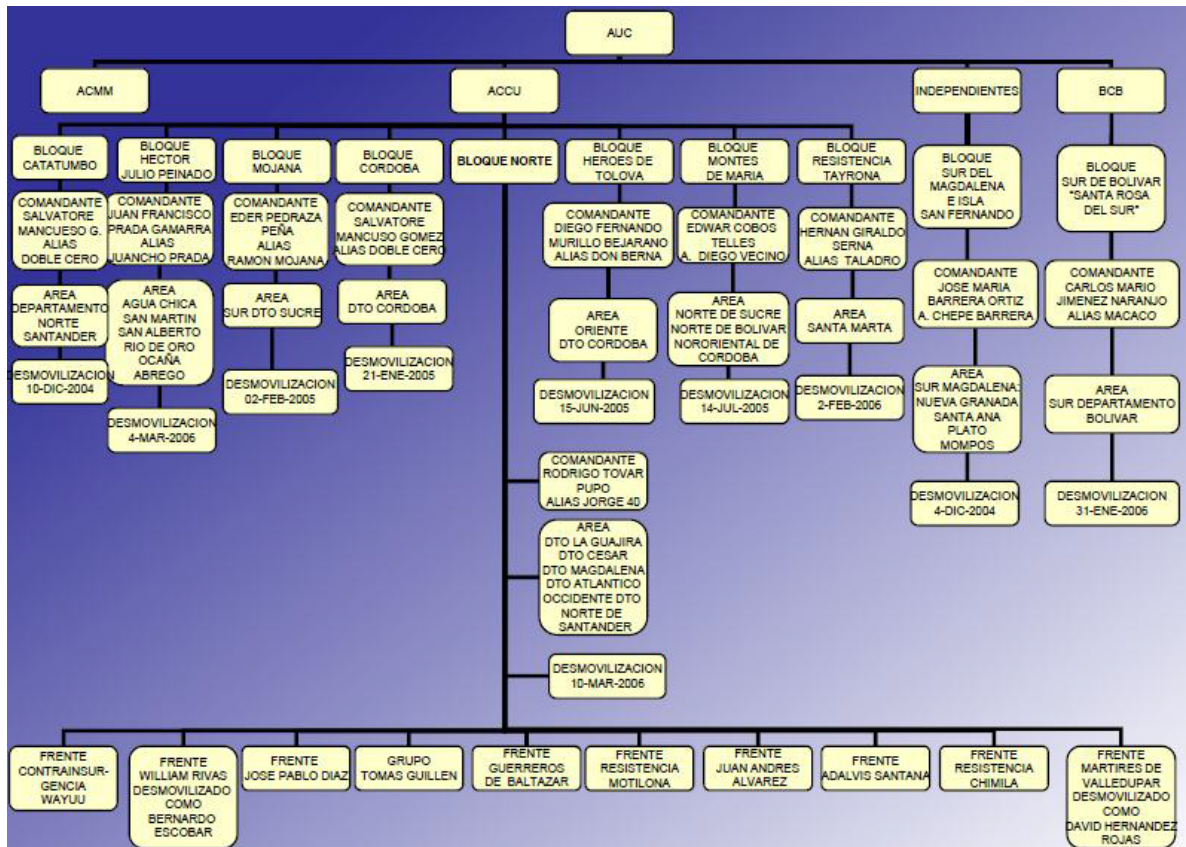 AUC
ACMM
ACCU
INDEPENDIENTES
BCB
BLOQUE
CATATUMBO
BLOQUE
HECTOR
JULIO PEINADO
BLOQUE
MOJANA
BLOQUE
CORDOBA
BLOQUE NORTE
BLOQUE
HEROES DE
TOLOVA
BLOQUE
MONTES
DE MARIA
BLOQUE
RESISTENCIA
TAYRONA
BLOQUE
SUR DEL
MAGDALENA
E ISLA
SAN FERNANDO
BLOQUE
SUR DE BOLIVAR
"SANTA ROSA
DEL SUR"
COMANDANTE
SALVATORE
MANCUESO G.
ALIAS
DOBLE CERO
COMANDANTE
JUAN FRANCISCO
PRADA GAMARRA
ALIAS
JUANCHO PRADA
COMANDANTE
EDER PEDRAZA
PEÑA
ALIAS
RAMON MOJANA
COMANDANTE
SALVATORE
MANCUSO GOMEZ
ALIAS DOBLE CERO
COMANDANTE
DIEGO FERNANDO
MURILLO BEJARANO
ALIAS DON BERNA
COMANDANTE
EDWAR COBOS
TELLES
A. DIEGO VECINO
COMANDANTE
HERNAN GIRALDO
SERNA
ALIAS TALADRO
COMANDANTE
JOSE MARIA
BARRERA ORTIZ
A. CHEPE BARRERA
COMANDANTE
CARLOS MARIO
JIMENEZ NARANJO
ALIAS MACACO
AREA
DEPARTAMENTO
NORTE
SANTANDER
AREA
AGUA CHICA
SAN MARTIN
SAN ALBERTO
RIO DE ORO
OCAÑA
ABREGO
AREA
SUR DTO SUCRE
AREA
DTO CORDOBA
AREA
ORIENTE
DTO CORDOBA
AREA
NORTE DE SUCRE
NORTE DE BOLIVAR
NORORIENTAL DE
CORDOBA
AREA
SANTA MARTA
AREA
SUR MAGDALENA:
NUEVA GRANADA
SANTA ANA
PLATO
MOMPOS
AREA
SUR DEPARTAMENTO
BOLIVAR
DESMOVILIZACION
10-DIC-2004
DESMOVILIZACION
4-MAR-2006
DESMOVILIZACION
02-FEB-2005
DESMOVILIZACION
21-ENE-2005
DESMOVILIZACION
15-JUN-2005
DESMOVILIZACION
14-JUL-2005
DESMOVILIZACION
2-FEB-2006
DESMOVILIZACION
4-DIC-2004
DESMOVILIZACION
31-ENE-2006
COMANDANTE
RODRIGO TOVAR
PUPO
ALIAS JORGE 40
AREA
DTO LA GUAJIRA
DTO CESAR
DTO MAGDALENA
DTO ATLANTICO
OCCIDENTE DTO
NORTE DE
SANTANDER
DESMOVILIZACION
10-MAR-2006
FRENTE
CONTRAINSUR-
GENCIA
WAYUU
FRENTE
WILLIAM RIVAS
DESMOVILIZADO
COMO
BERNARDO
ESCOBAR
FRENTE
JOSE PABLO DIAZ
GRUPO
TOMAS GUILLEN
FRENTE
GUERREROS
DE BALTAZAR
FRENTE
RESISTENCIA
MOTILONA
FRENTE
JUAN ANDRES
ALVAREZ
FRENTE
ADALVIS SANTANA
FRENTE
RESISTENCIA
CHIMILA
FRENTE
MARTIRES DE
VALLEDUPAR
DESMOVILIZADO
COMO
DAVID HERNANDEZ
ROJAS